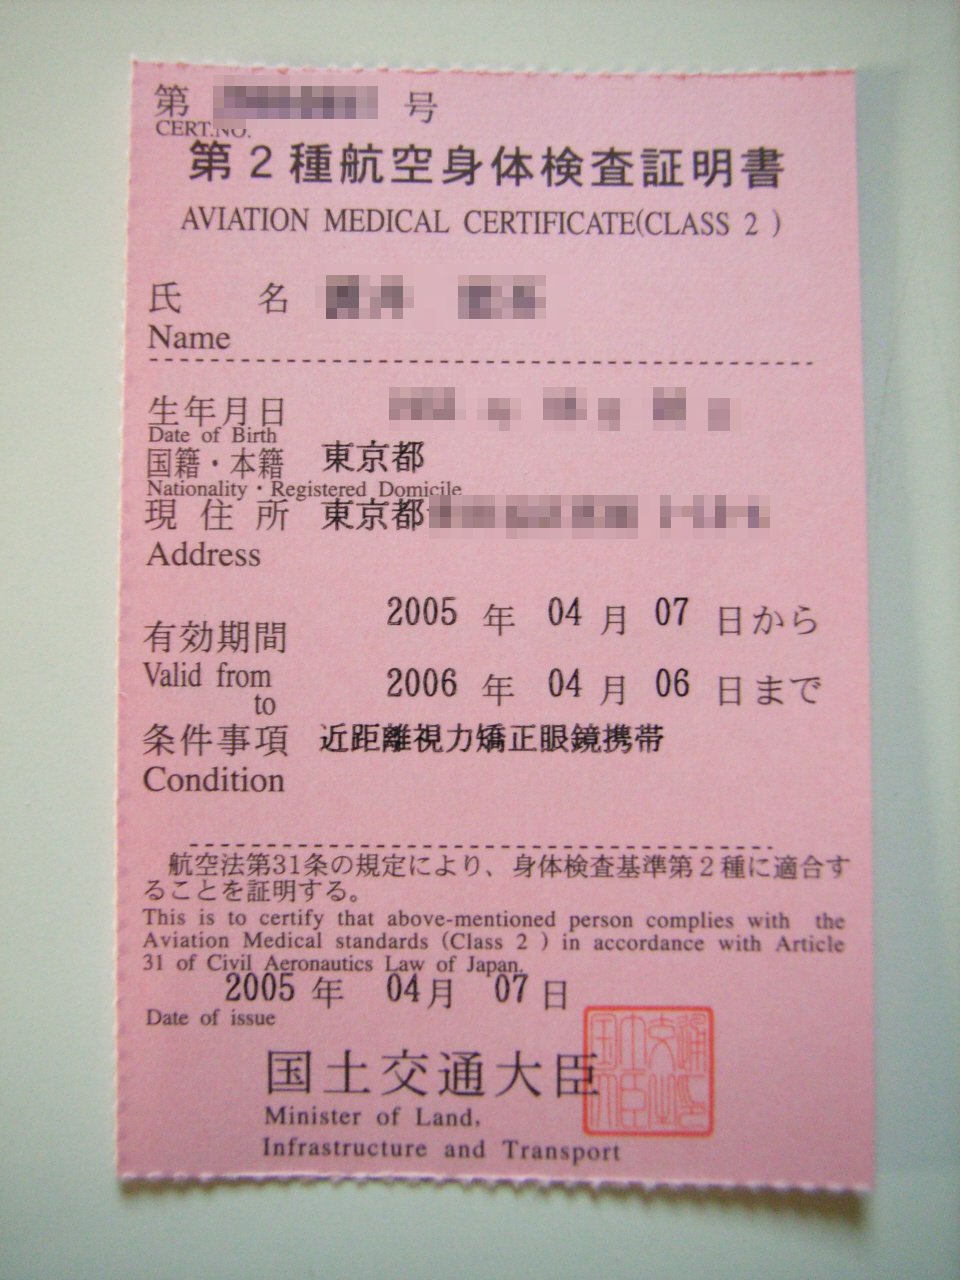 第 号
CERT.NO.
第2種航空身体検査証明書
AVIATION MEDICAL CERTIFICATE(CLASS 2 )
氏 名
Name
生年月日
Date of Birth
国籍・本籍 東京都
Nationality・Registered Domicile
現住所 東京都
Address
有効期間 2005 年 04 月 07 日から
Valid from
to 2006 年 04 月 06 日まで
条件事項 近距離視力矯正眼鏡携帯
Condition
航空法第31条の規定により、身体検査基準第2種に適合す
ることを証明する。
This is to certify that above-mentioned person complies with the
Aviation Medical standards (Class 2 ) in accordance with Article
31 of Civil Aeronautics Law of Japan.
2005 年 04 月 07 日
Date of issue
国土交通大臣
Minister of Land,
Infrastructure and Transport